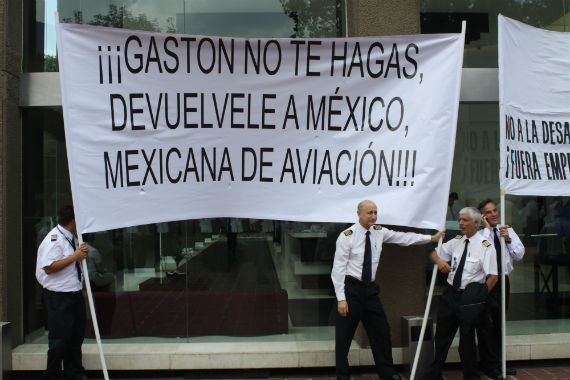 ¡¡¡GASTON NO TE HAGAS,
DEVUELVELE A MÉXICO,
MEXICANA DE AVIACIÓN!!!
NO A LA DESA
¡FUERA EMP